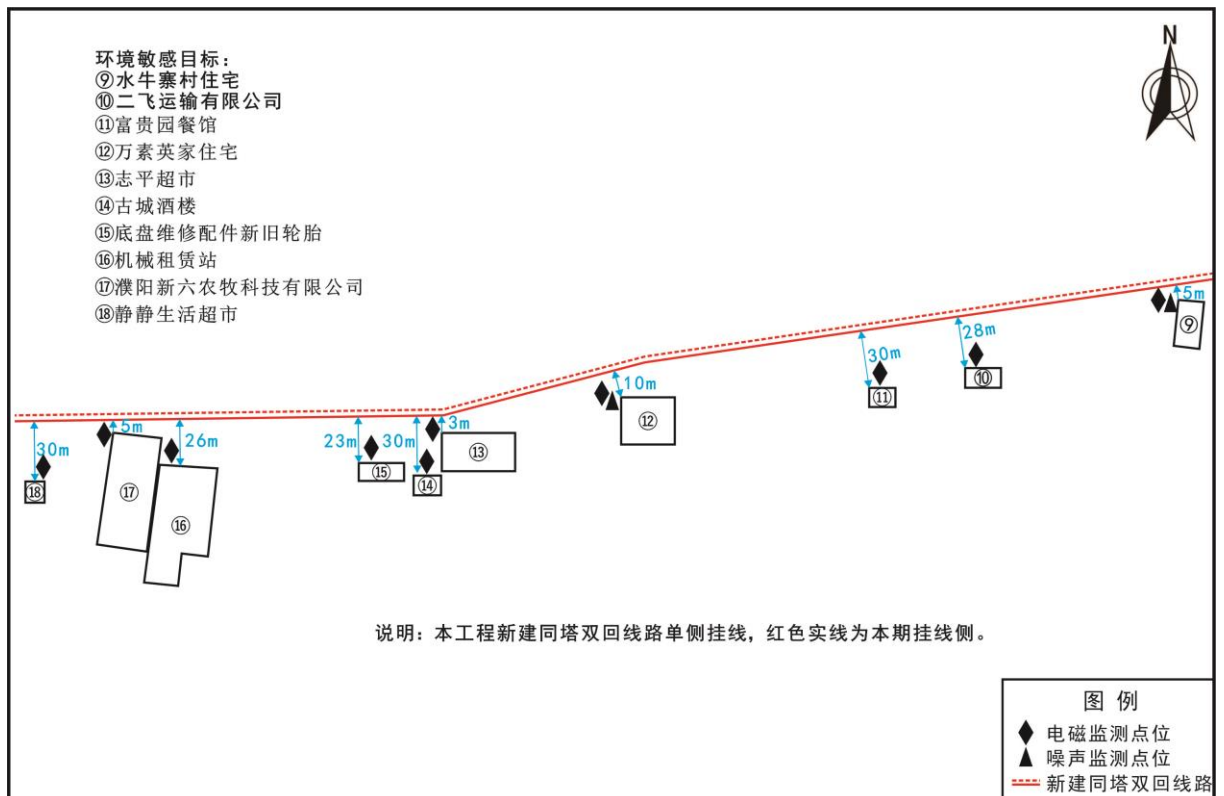 环境敏感目标：
⑨水牛寨村住宅
⑩二飞运输有限公司
⑪富贵园餐馆
⑫万素英家住宅
⑬志平超市
⑭古城酒楼
⑮底盘维修配件新旧轮胎
⑯机械租赁站
⑰濮阳新六农牧科技有限公司
⑱静静生活超市
N
5m
⑨
28m
⑩
30m
⑪
10m
⑫
3m
⑬
30m
⑭
23m
⑮
26m
⑯
5m
⑰
30m
⑱
说明：本工程新建同塔双回线路单侧挂线，红色实线为本期挂线侧。
图 例
电磁监测点位
噪声监测点位
新建同塔双回线路